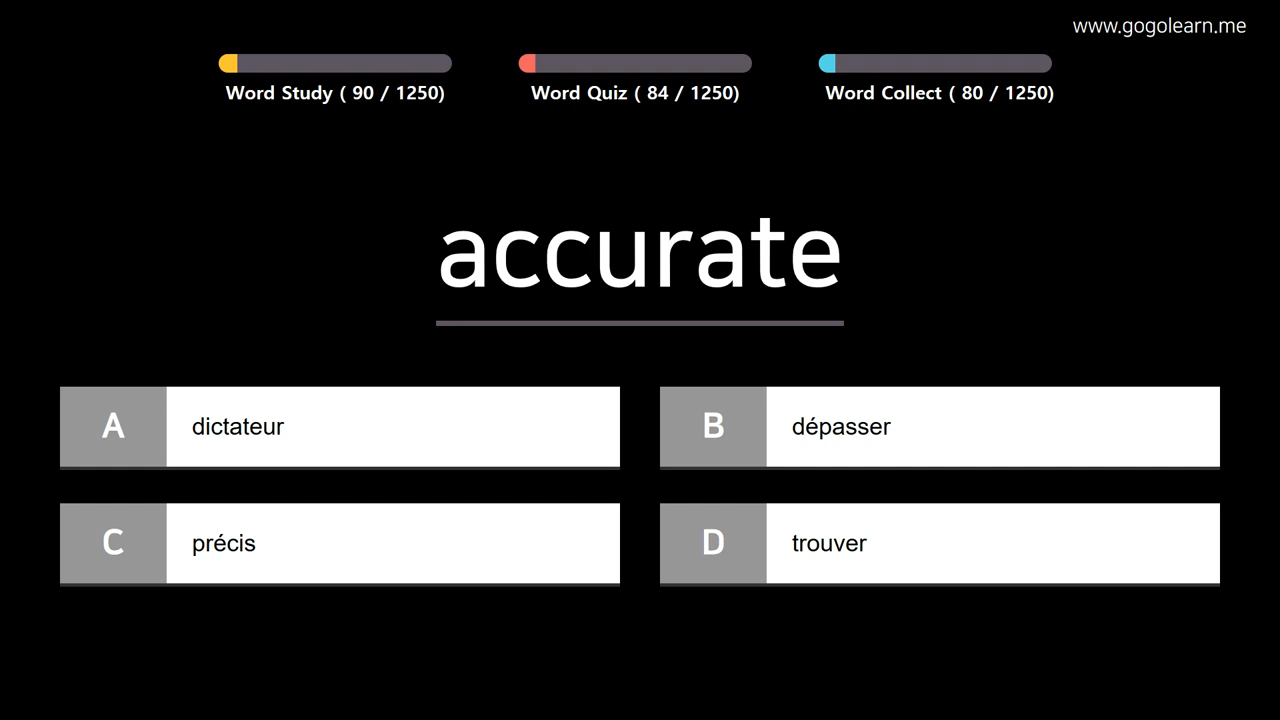 www.gogolearn.me
Word Study ( 90 / 1250)
Word Quiz ( 84 / 1250)
Word Collect ( 80 / 1250)
accurate
A dictateur
B dépasser
C précis
D trouver